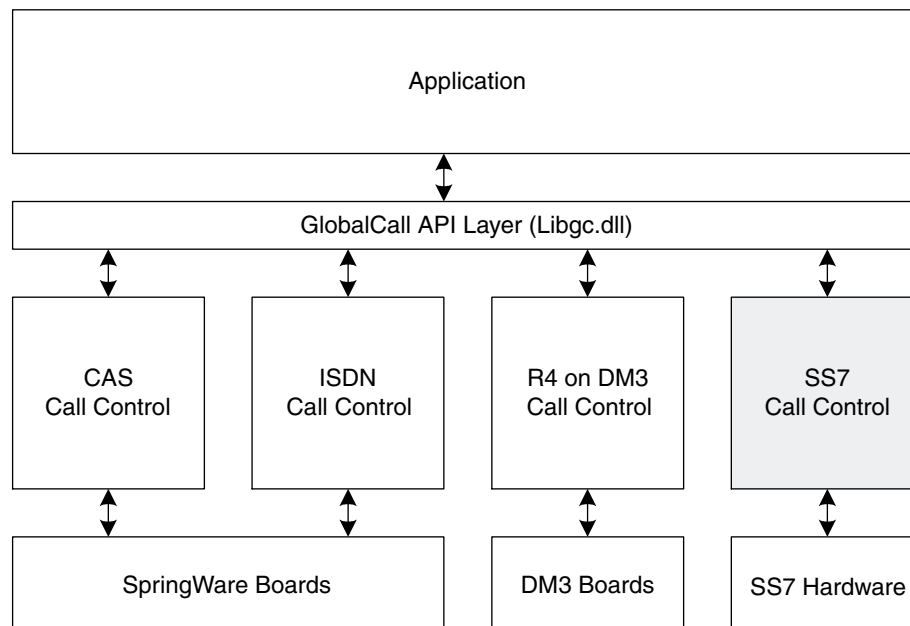 Application
GlobalCall API Layer (Libgc.dll)
CAS
Call Control
ISDN
Call Control
R4 on DM3
Call Control
SS7
Call Control
SpringWare Boards
DM3 Boards
SS7 Hardware